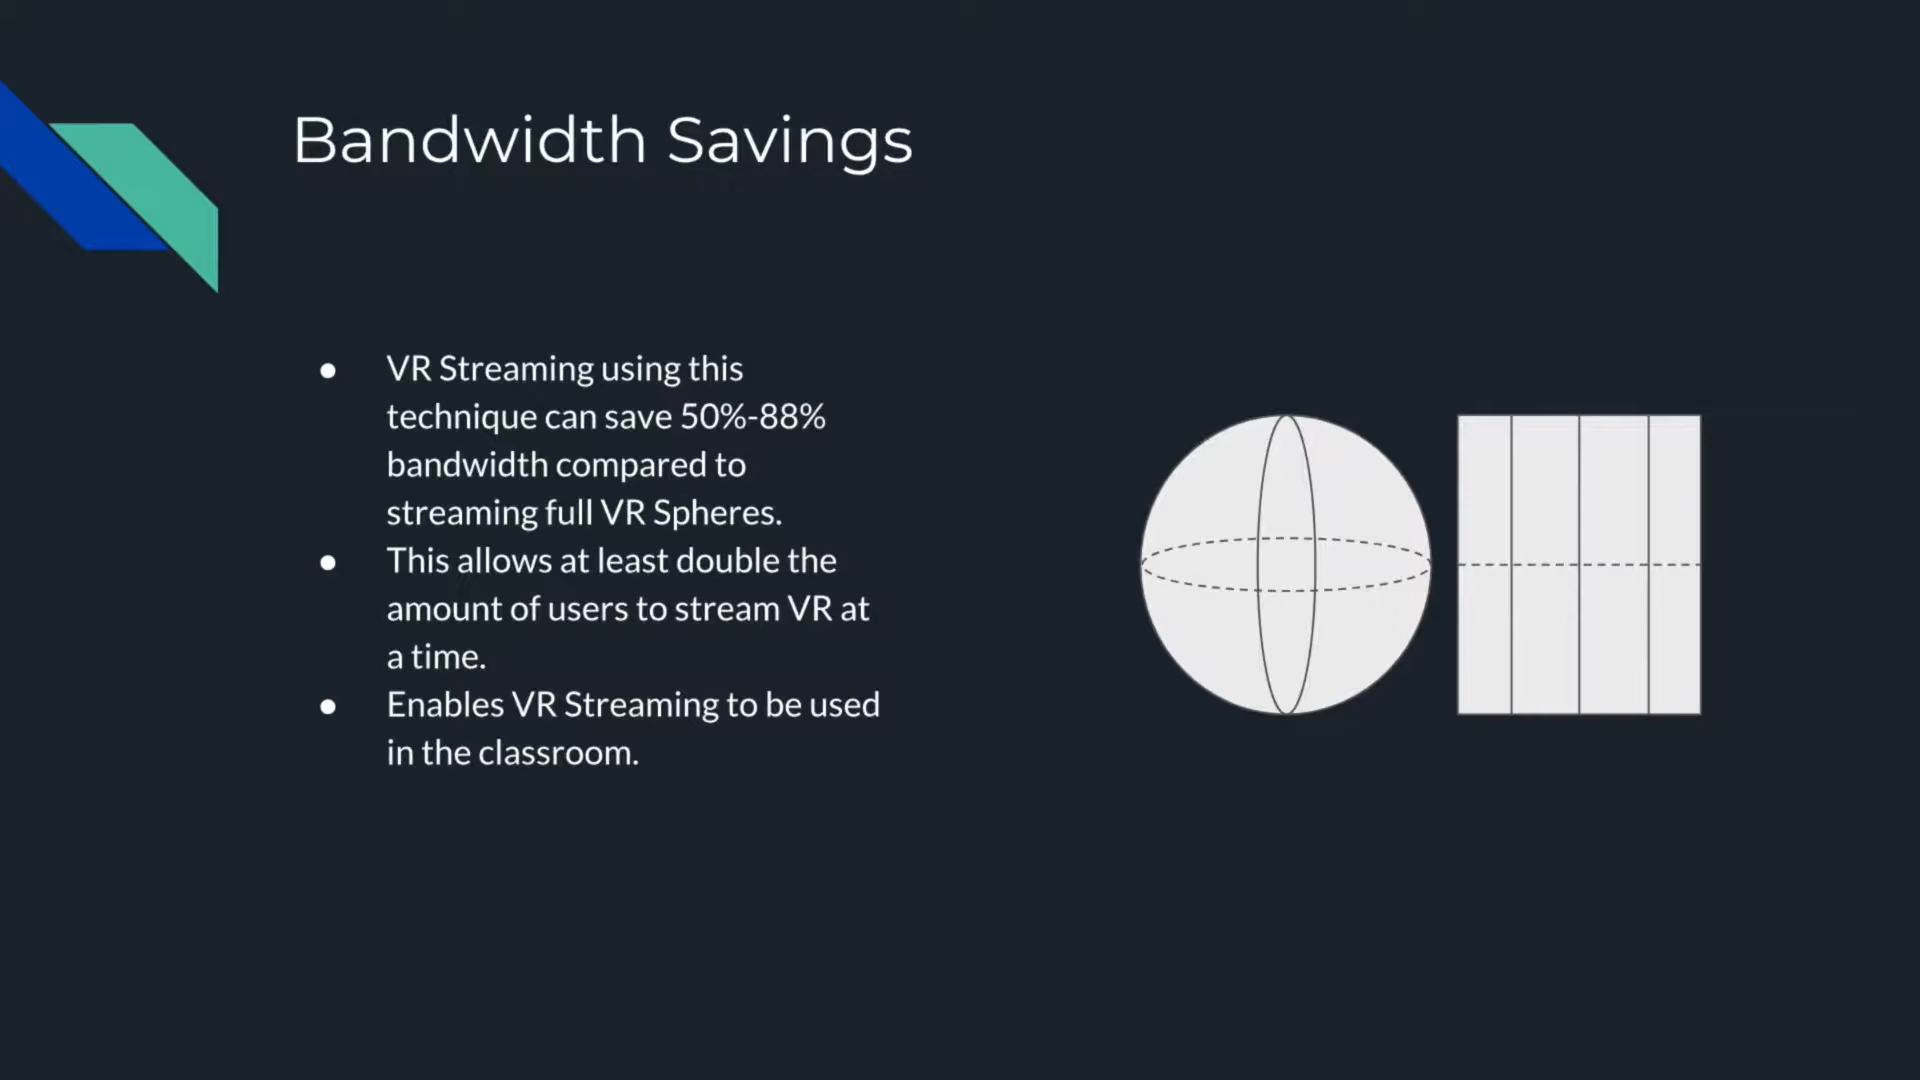 Bandwidth Savings
● VR Streaming using this
technique can save 50%-88%
bandwidth compared to
streaming full VR Spheres.
● This allows at least double the
amount of users to stream VR at
a time.
● Enables VR Streaming to be used
in the classroom.